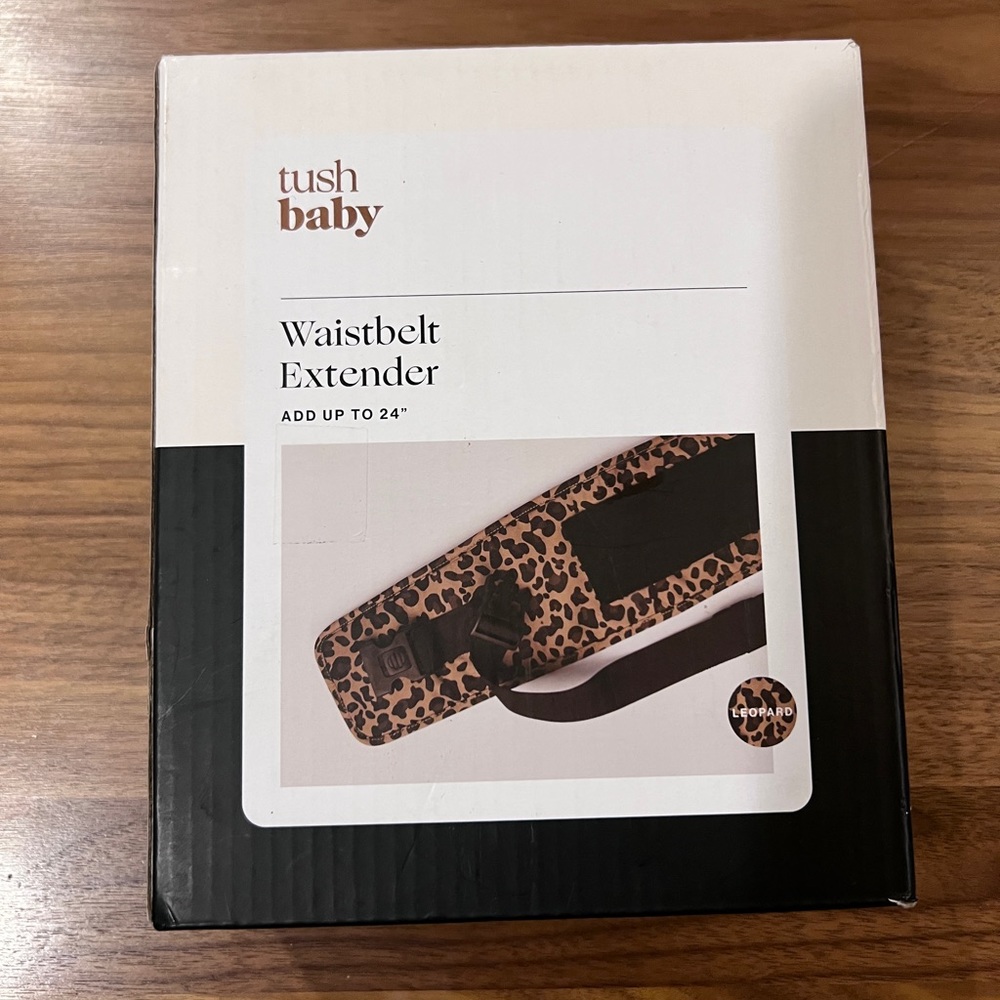 tush
baby
Waistbelt
Extender
ADD UP TO 24”
LEOPARD